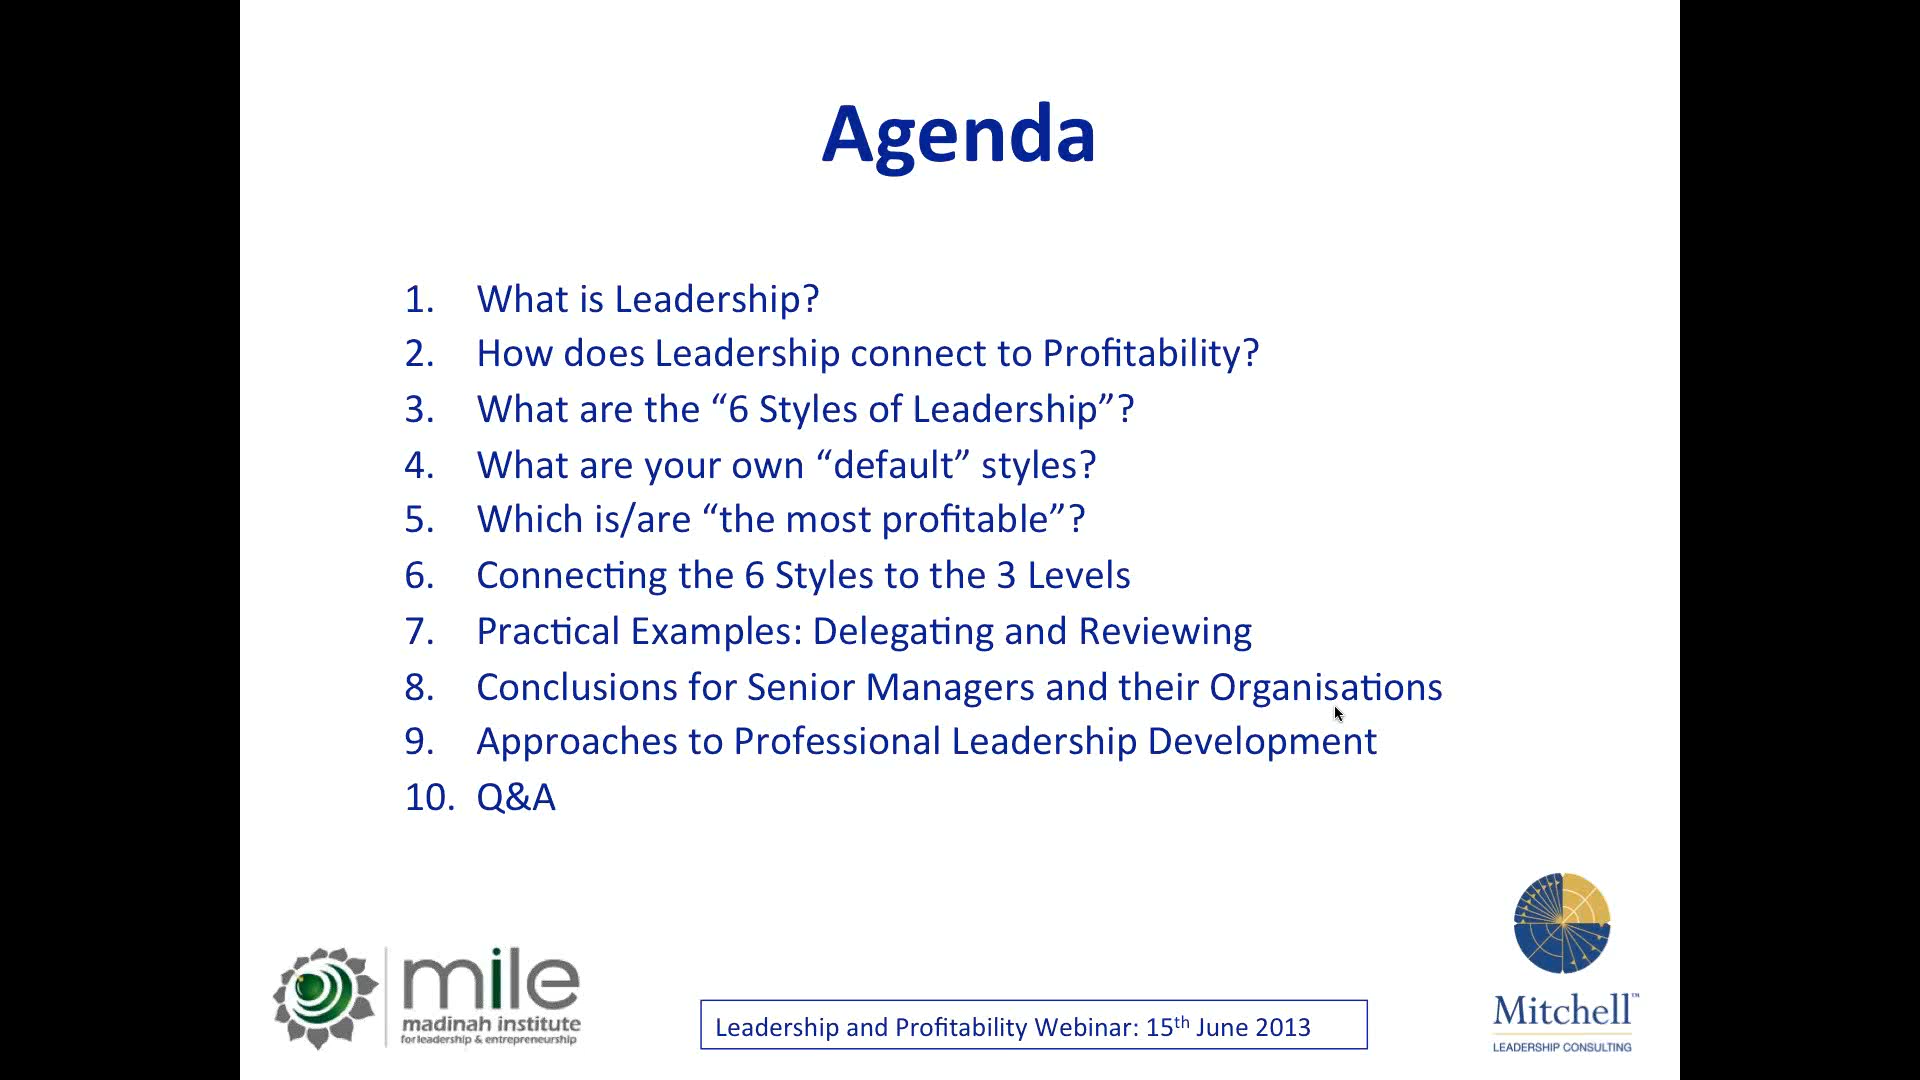 Agenda
1. What is Leadership?
2. How does Leadership connect to Profitability?
3. What are the “6 Styles of Leadership”?
4. What are your own “default” styles?
5. Which is/are “the most profitable”?
6. Connecting the 6 Styles to the 3 Levels
7. Practical Examples: Delegating and Reviewing
8. Conclusions for Senior Managers and their Organisations
9. Approaches to Professional Leadership Development
10. Q&A
mile
madinah institute
for leadership & entrepreneurship
Leadership and Profitability Webinar: 15th June 2013
Mitchell™
LEADERSHIP CONSULTING